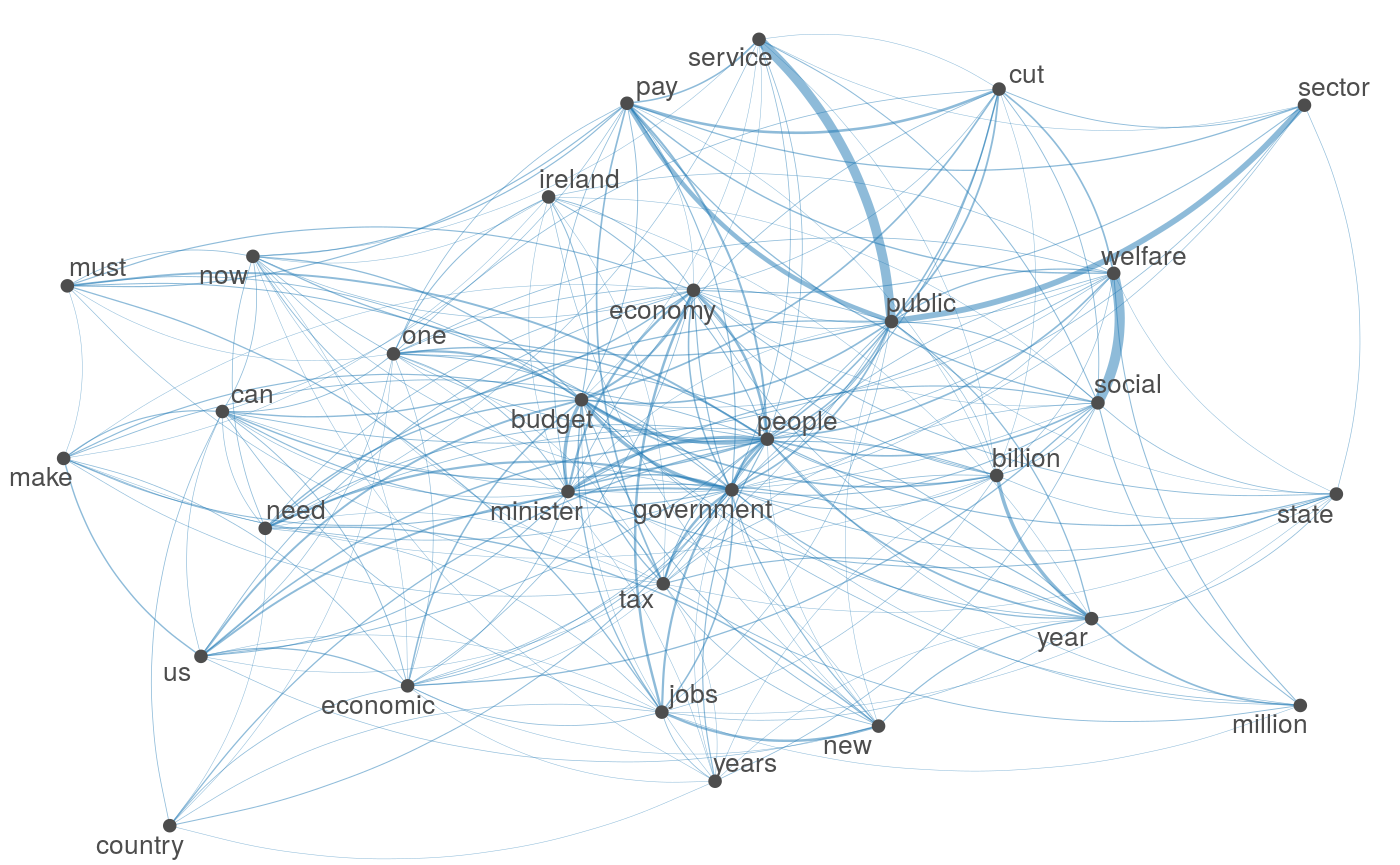 service
cut
pay
sector
ireland
must
now
welfare
economy
public
one
can
social
budget
people
make
billion
need
minister
government
state
tax
year
us
economic
jobs
million
new
years
country